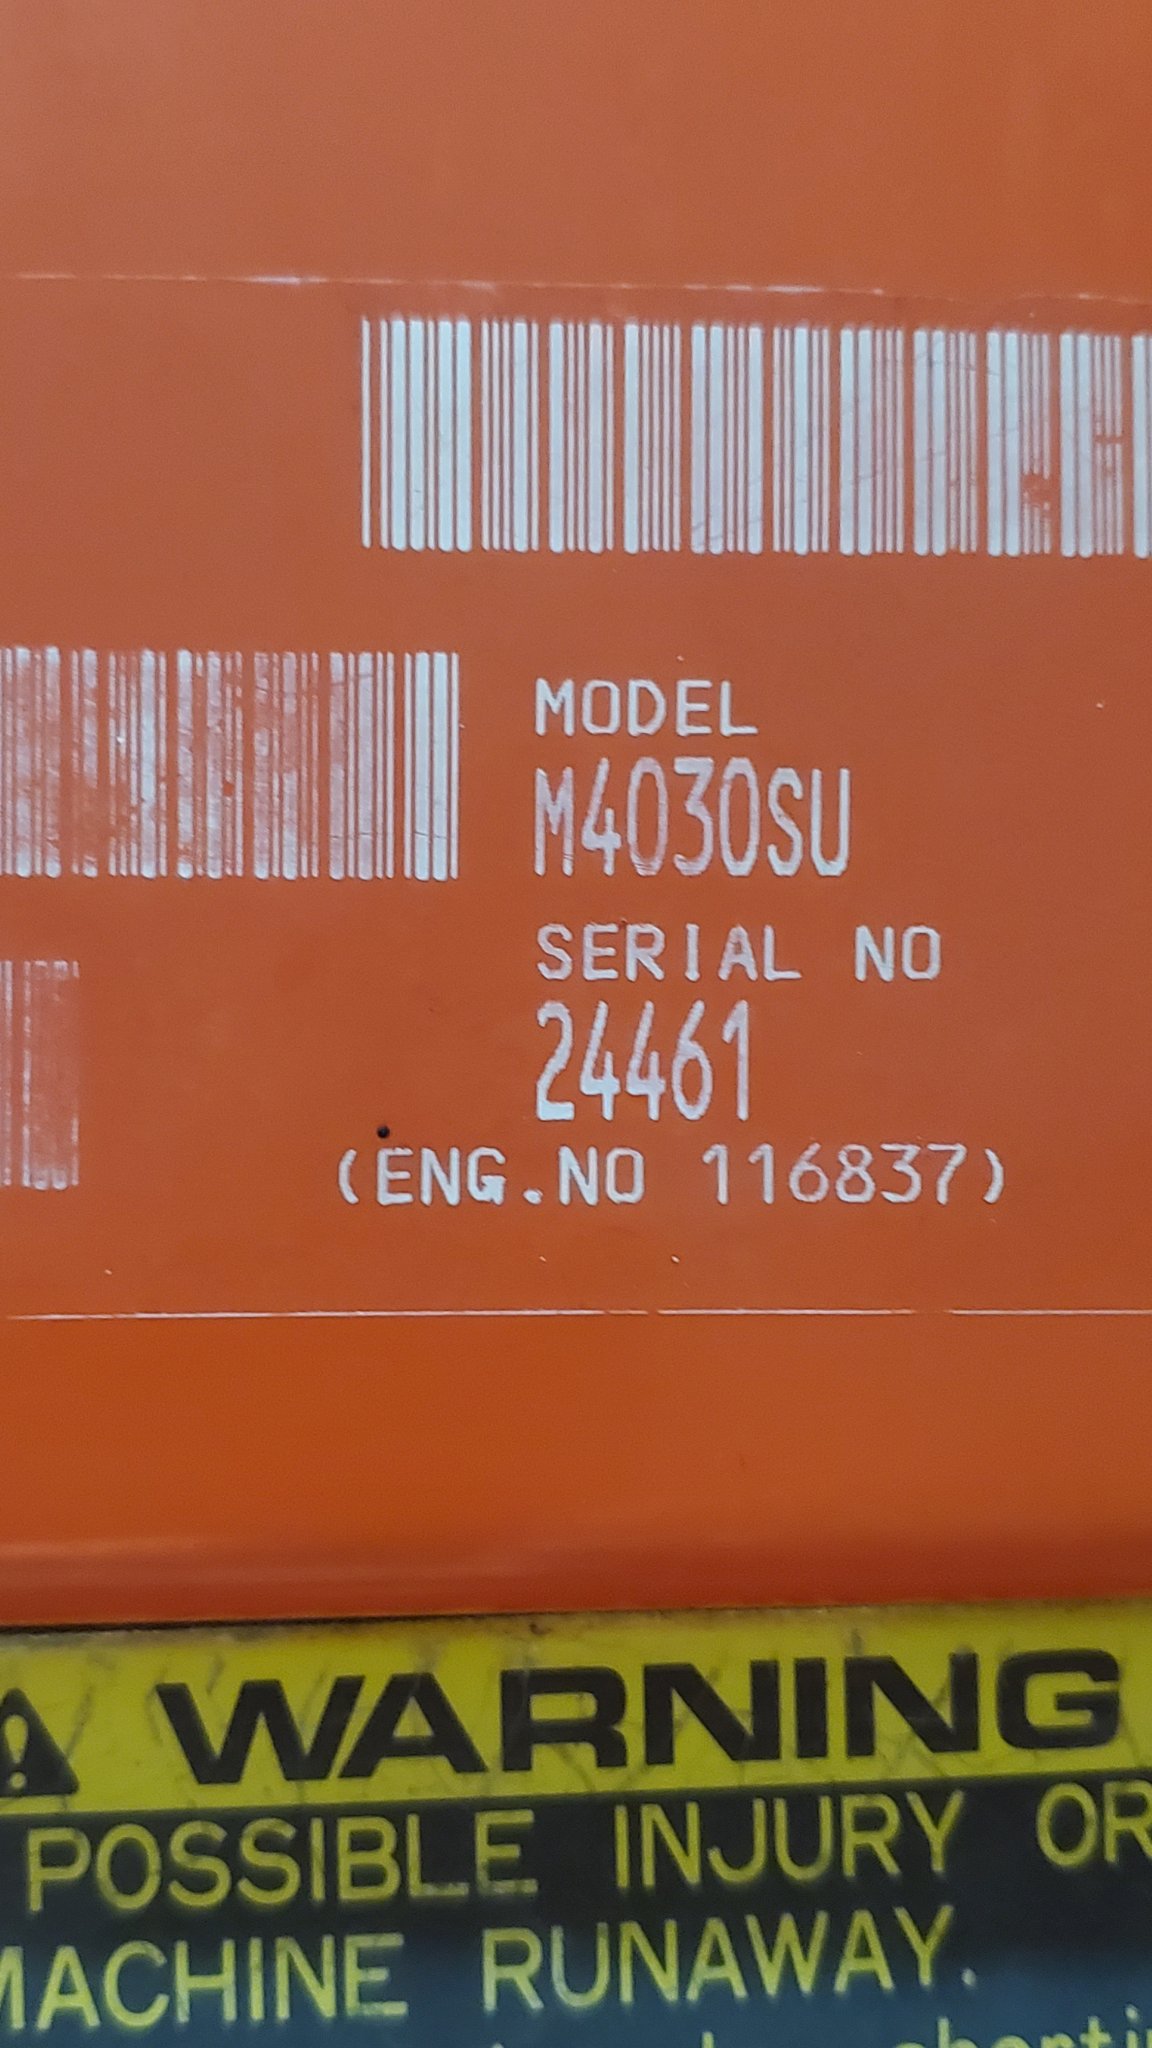 MODEL
M4030SU
SERIAL NO
24461
(ENG.NO 116837)
WARNING
POSSIBLE INJURY OR
MACHINE RUNAWAY.